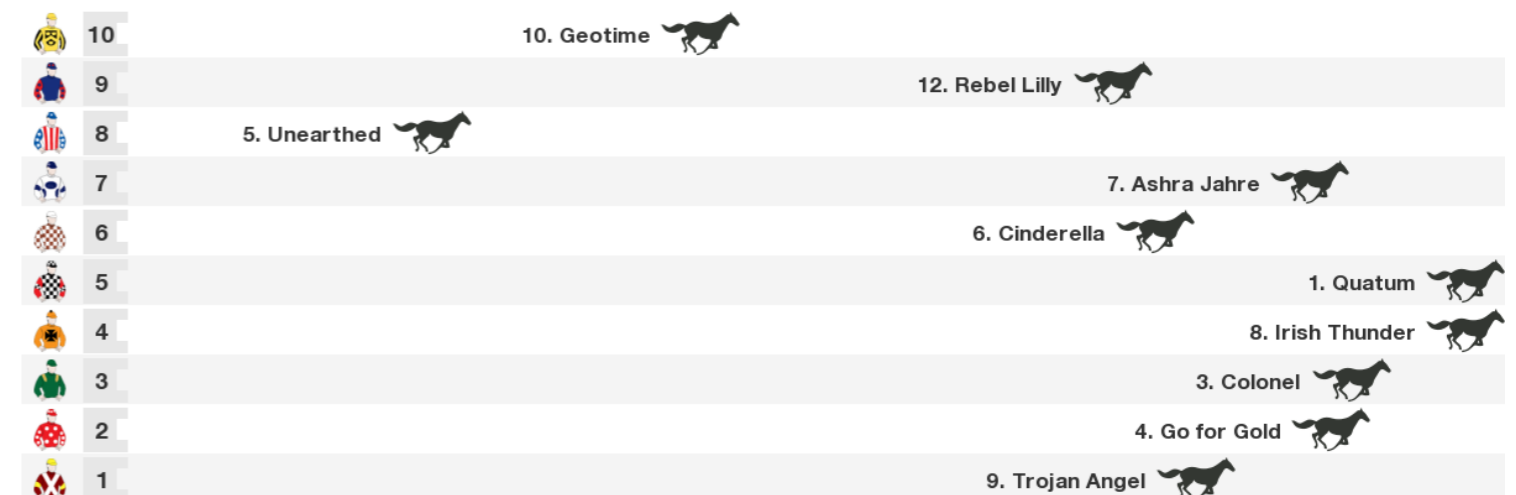 10 10. Geotime
9 12. Rebel Lilly
8 5. Unearthed
7 7. Ashra Jahre
6 6. Cinderella
5 1. Quatum
4 8. Irish Thunder
3 3. Colonel
2 4. Go for Gold
1 9. Trojan Angel